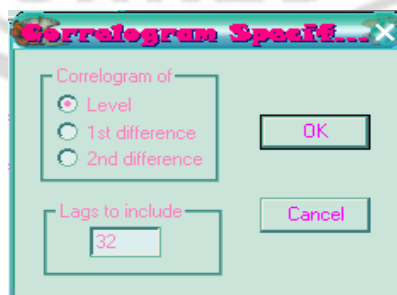 Correlogram Specif...
Correlogram of
Level
1st difference
2nd difference
OK
Lags to include
32
Cancel